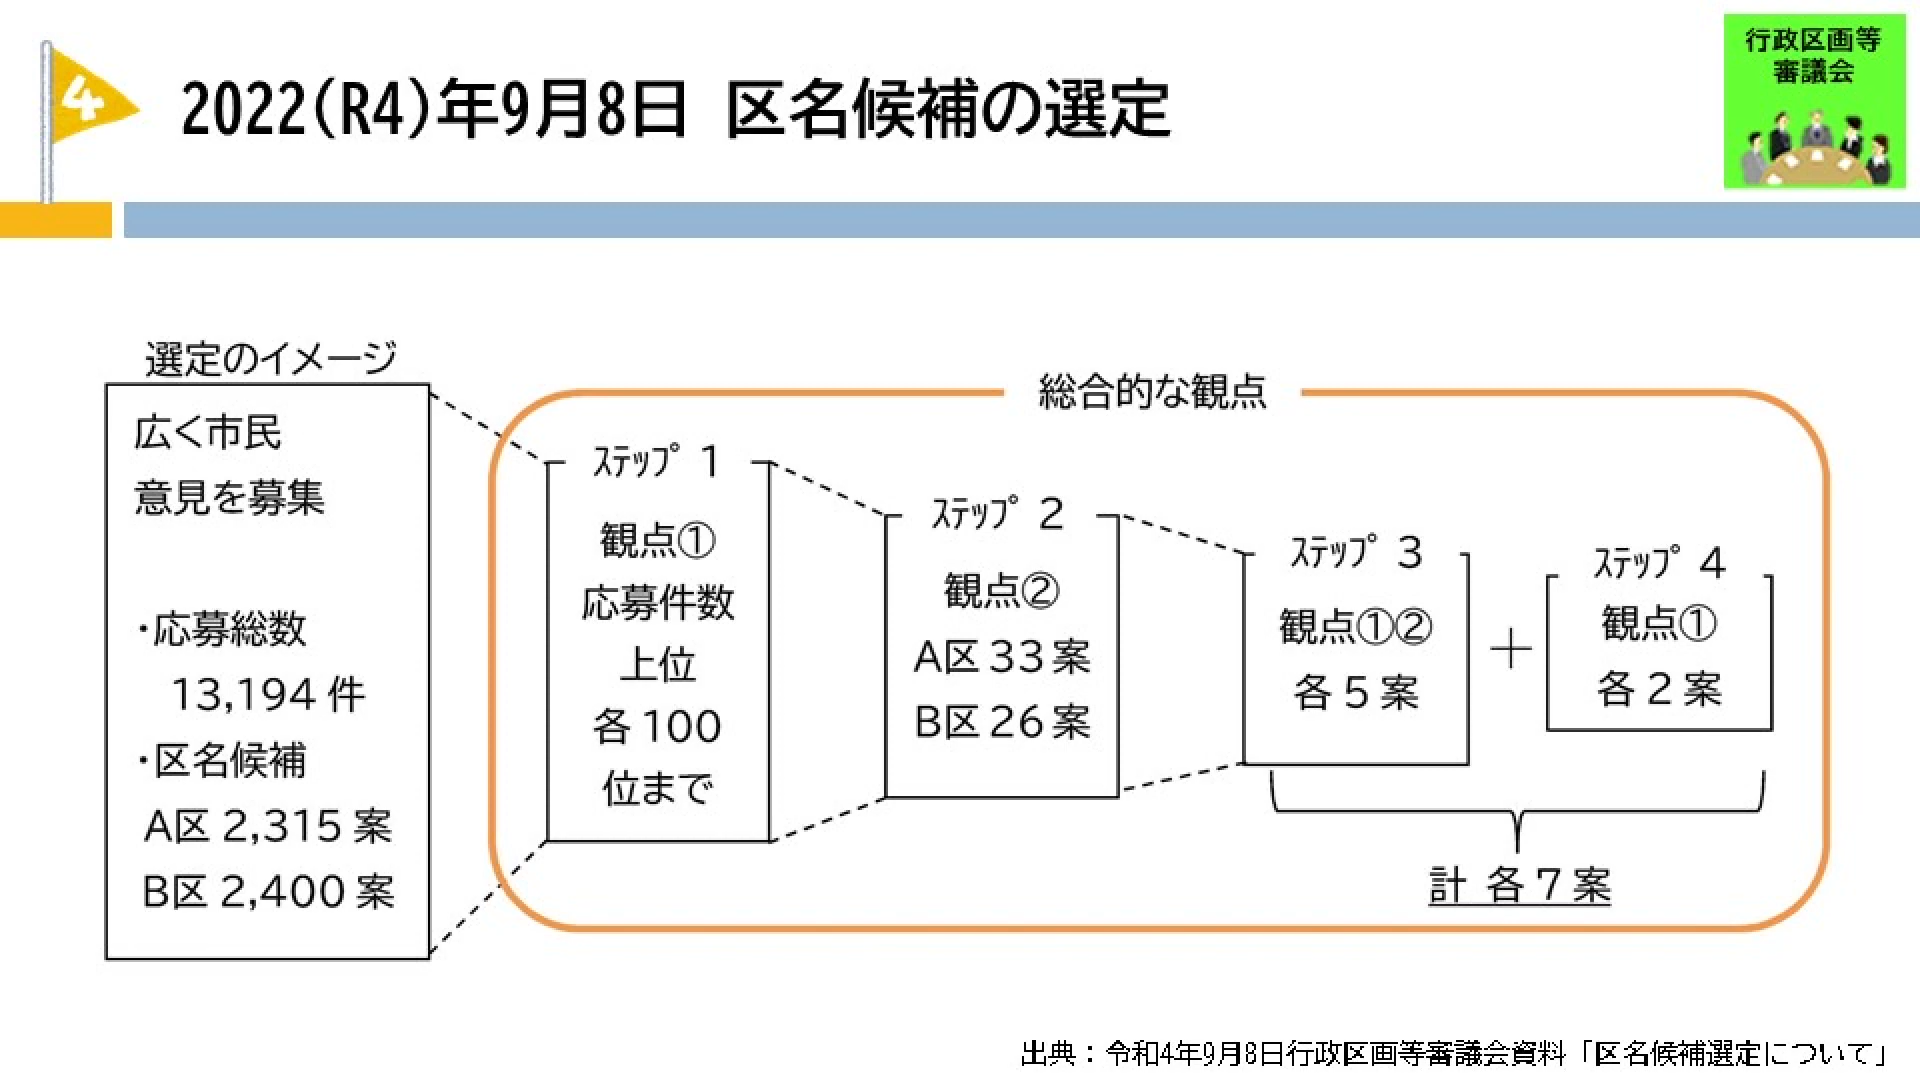 4
2022(R4)年9月8日 区名候補の選定
行政区画等
審議会
選定のイメージ
広く市民
意見を募集
・応募総数
13,194 件
・区名候補
A区 2,315 案
B区 2,400 案
総合的な観点
ｽﾃｯﾌﾟ 1
観点①
応募件数
上位
各 100
位まで
ｽﾃｯﾌﾟ 2
観点②
A区 33 案
B区 26 案
ｽﾃｯﾌﾟ 3
観点①②
各 5 案
＋
ｽﾃｯﾌﾟ 4
観点①
各 2 案
計 各 7 案
出典：令和4年9月8日行政区画等審議会資料「区名候補選定について」